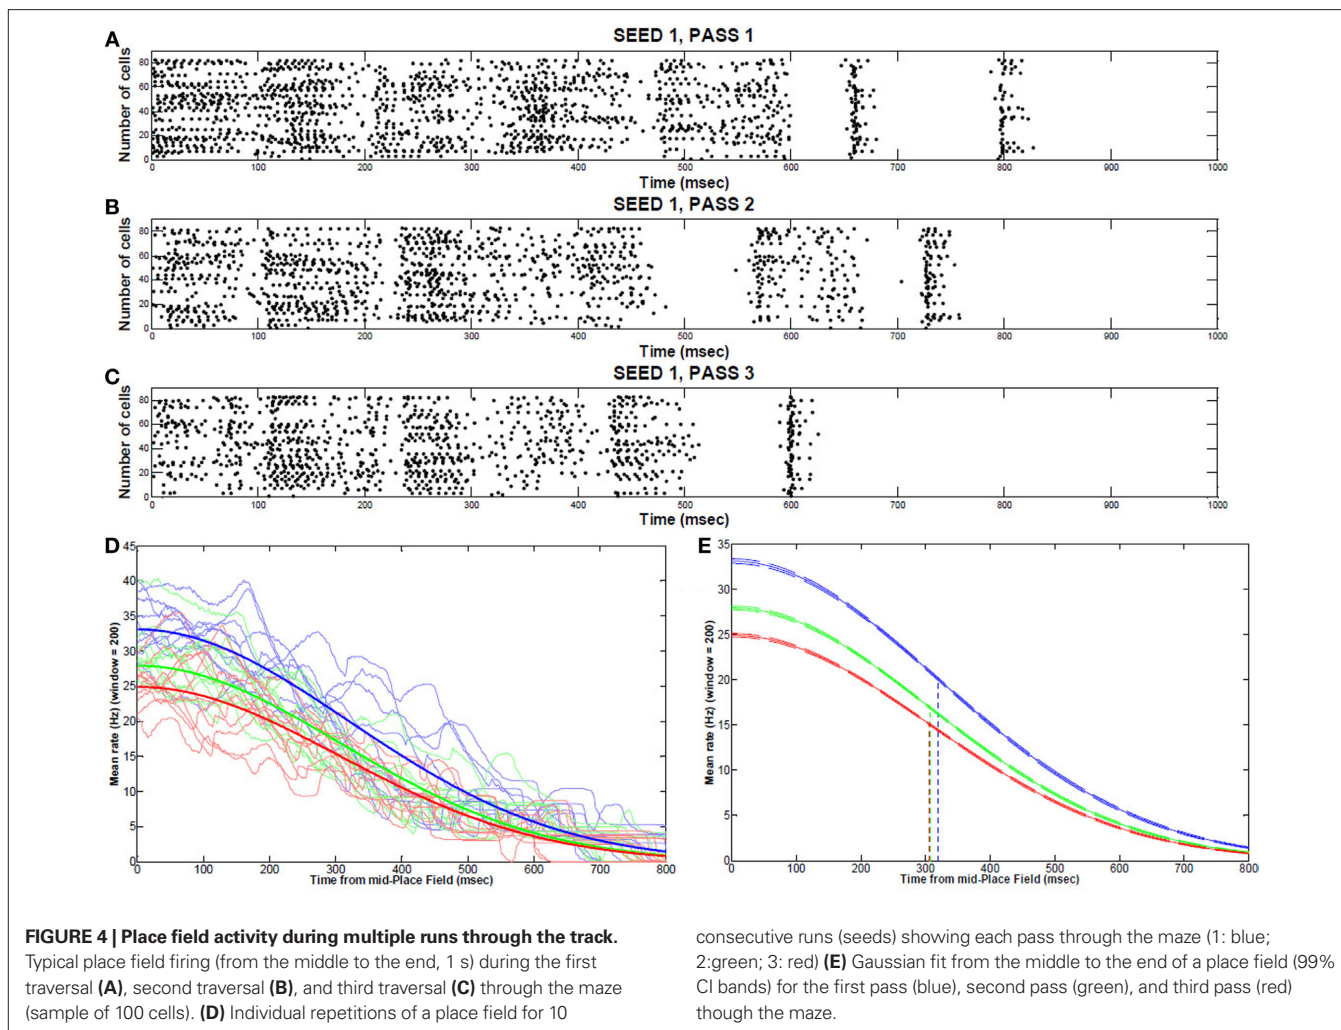 A
SEED 1, PASS 1
Number of cells
80
60
40
20
0
0 100 200 300 400 500 600 700 800 900 1000
Time (msec)
B
SEED 1, PASS 2
Number of cells
80
60
40
20
0
0 100 200 300 400 500 600 700 800 900 1000
Time (msec)
C
SEED 1, PASS 3
Number of cells
80
60
40
20
0
0 100 200 300 400 500 600 700 800 900 1000
Time (msec)
D
Mean rate (Hz) (window = 200)
45
40
35
30
25
20
15
10
5
0
0 100 200 300 400 500 600 700 800
Time from mid-Place Field (msec)
E
Mean rate (Hz) (window = 200)
35
30
25
20
15
10
5
0
0 100 200 300 400 500 600 700 800
Time from mid-Place Field (msec)
FIGURE 4 | Place field activity during multiple runs through the track.
Typical place field firing (from the middle to the end, 1 s) during the first
traversal (A), second traversal (B), and third traversal (C) through the maze
(sample of 100 cells). (D) Individual repetitions of a place field for 10
consecutive runs (seeds) showing each pass through the maze (1: blue;
2:green; 3: red) (E) Gaussian fit from the middle to the end of a place field (99%
CI bands) for the first pass (blue), second pass (green), and third pass (red)
though the maze.